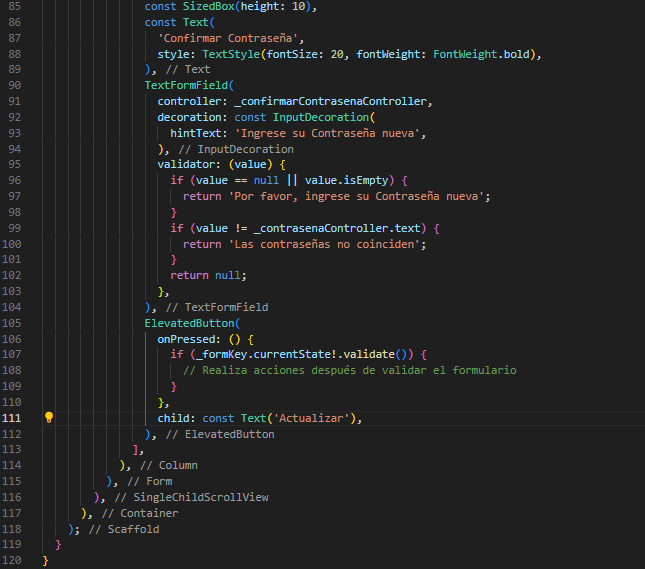 85 const SizedBox(height: 10),
86 const Text(
87 'Confirmar Contraseña',
88 style: TextStyle(fontSize: 20, fontWeight: FontWeight.bold),
89 ), // Text
90 TextFormField(
91 controller: _confirmarContrasenaController,
92 decoration: const InputDecoration(
93 hintText: 'Ingrese su Contraseña nueva',
94 ), // InputDecoration
95 validator: (value) {
96 if (value == null || value.isEmpty) {
97 return 'Por favor, ingrese su Contraseña nueva';
98 }
99 if (value != _contrasenaController.text) {
100 return 'Las contraseñas no coinciden';
101 }
102 return null;
103 },
104 ), // TextFormField
105 ElevatedButton(
106 onPressed: () {
107 if (_formKey.currentState!.validate()) {
108 // Realiza acciones después de validar el formulario
109 }
110 },
111 child: const Text('Actualizar'),
112 ), // ElevatedButton
113 ],
114 ), // Column
115 ), // Form
116 ), // SingleChildScrollView
117 ), // Container
118 ); // Scaffold
119 }
120 }